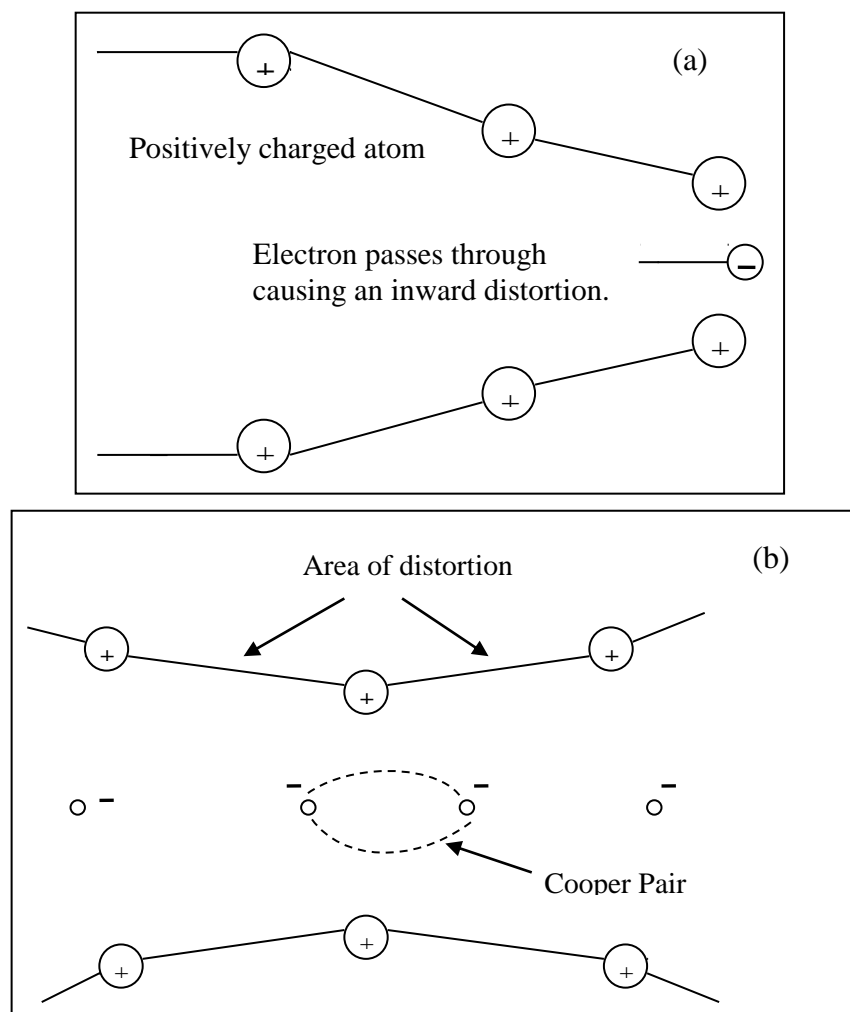 (a)
+
+
Positively charged atom
+
Electron passes through
causing an inward distortion.
−
+
+
+
(b)
Area of distortion
+
+
+
−
−
−
−
Cooper Pair
+
+
+